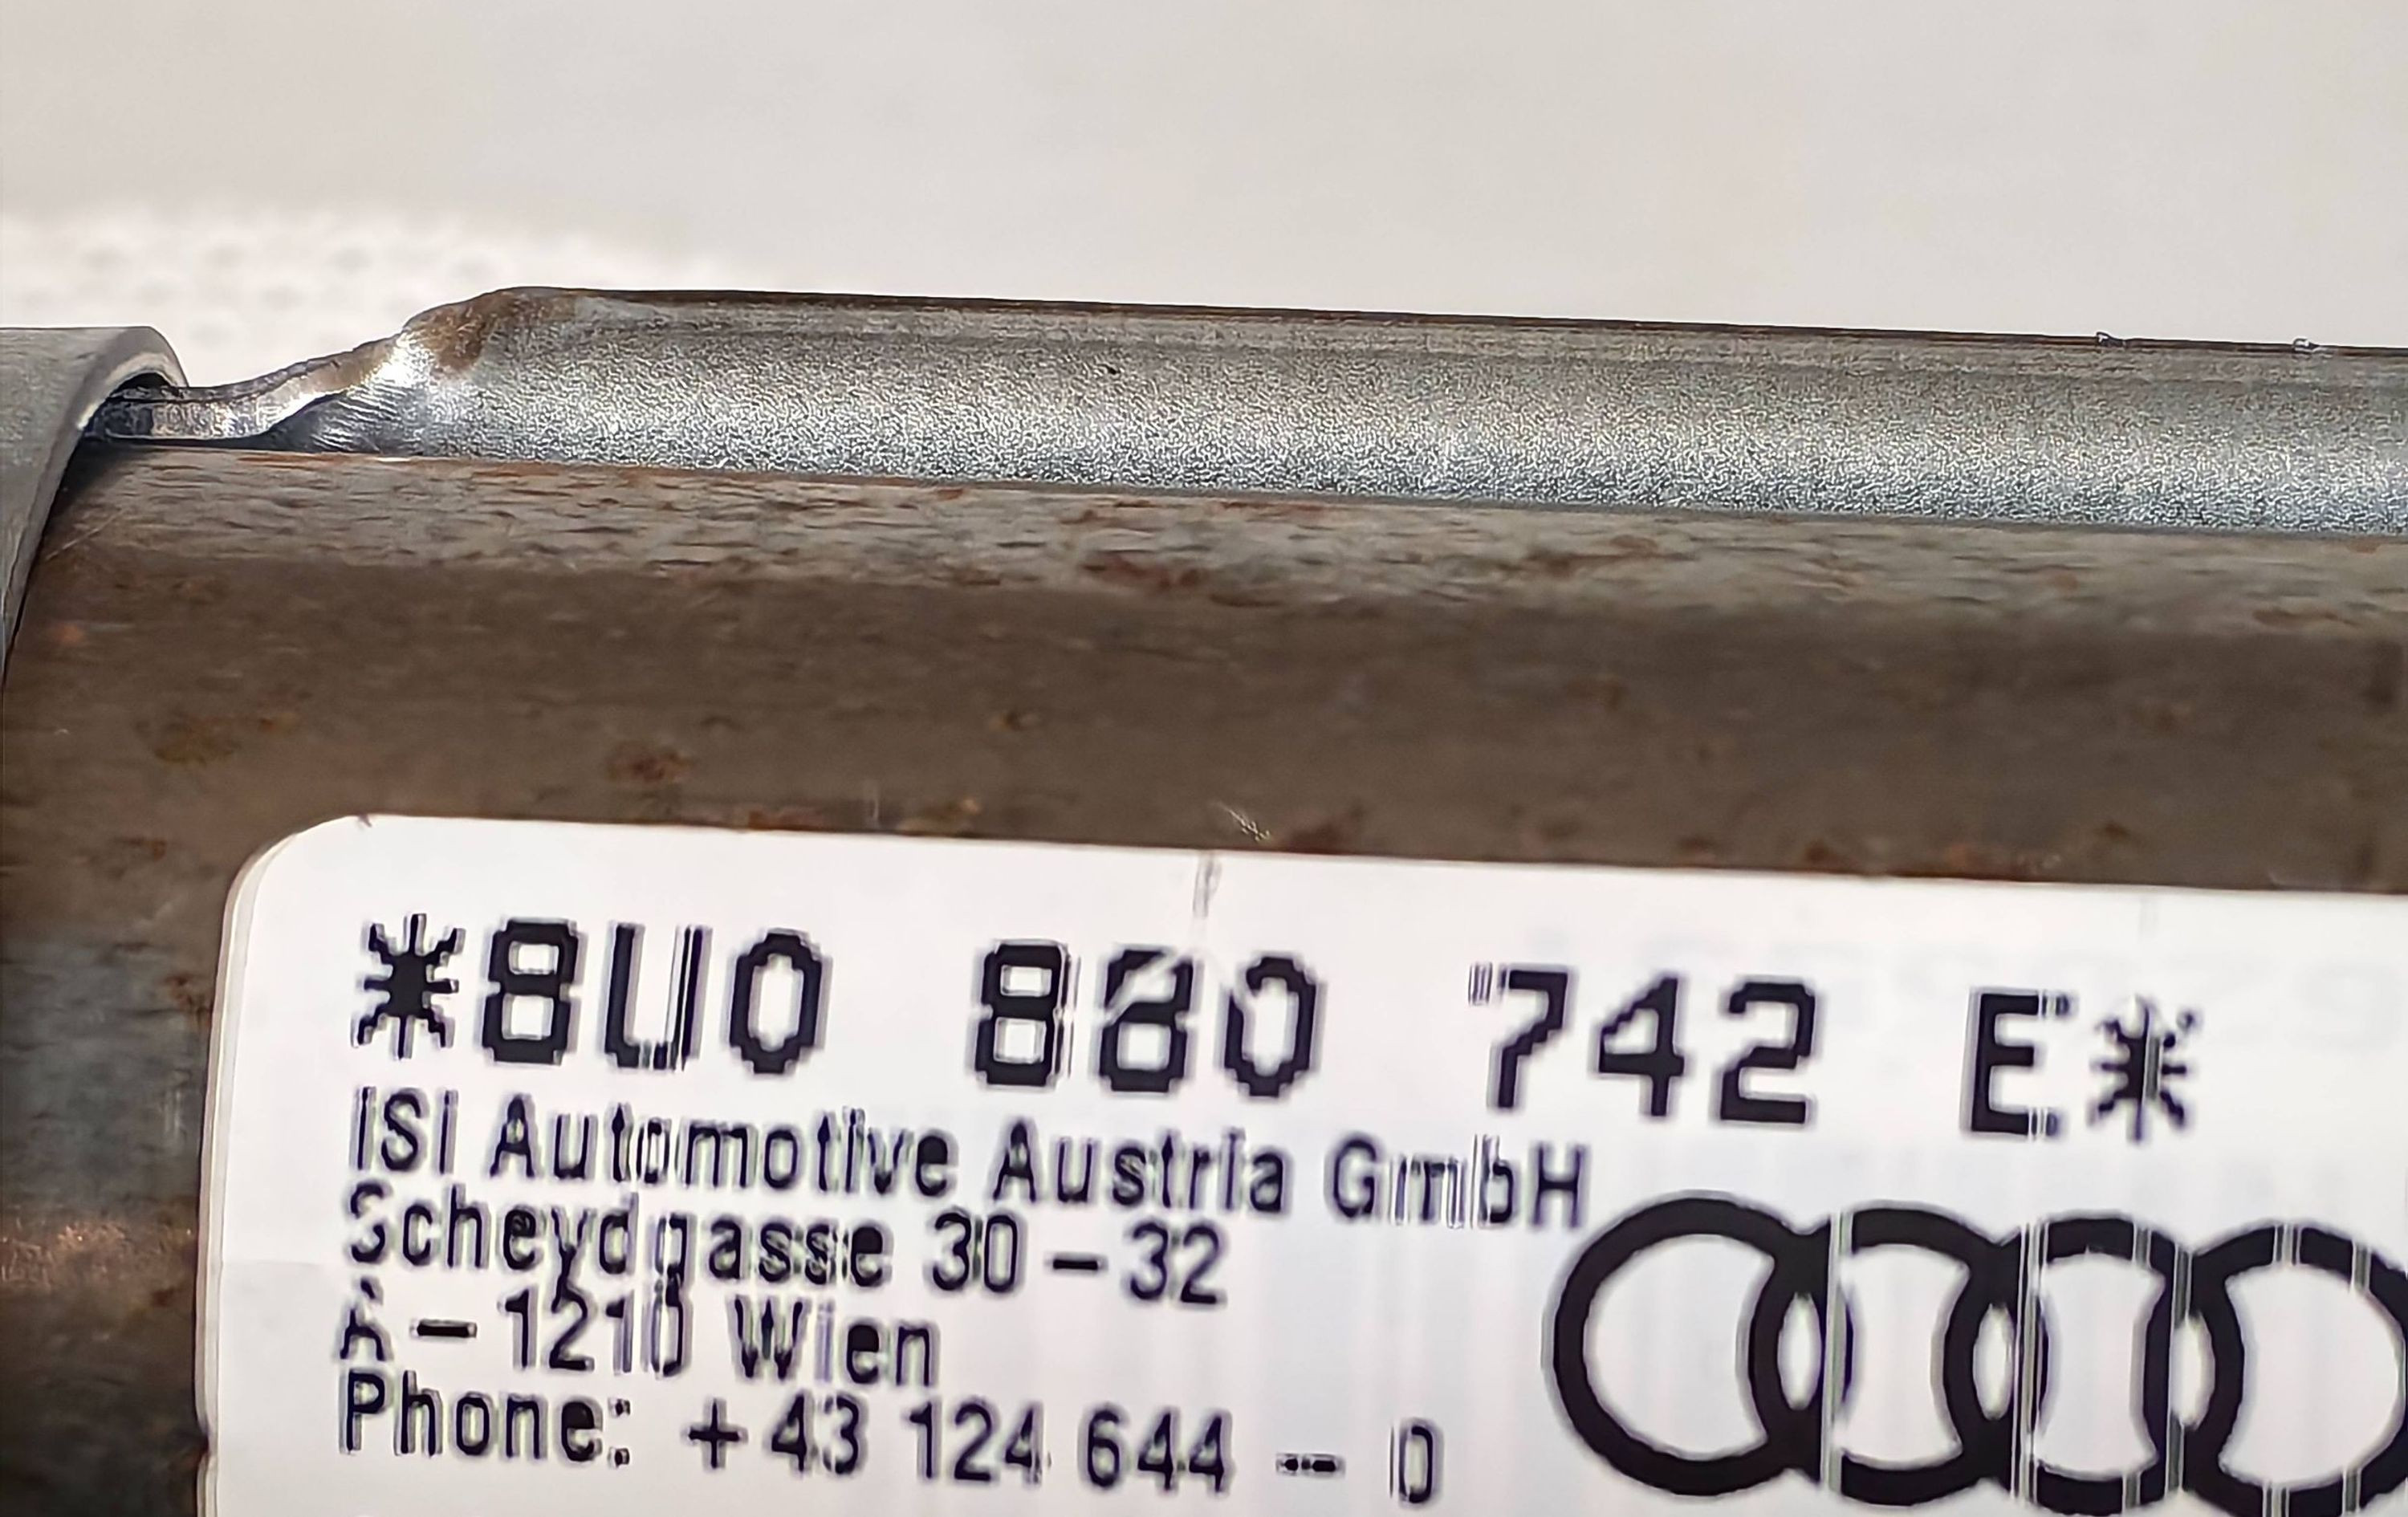 *8U0 880 742 E*
ISI Automotive Austria GmbH
Scheydgasse 30 – 32
A – 1210 Wien
Phone: + 43 124 644 – 0